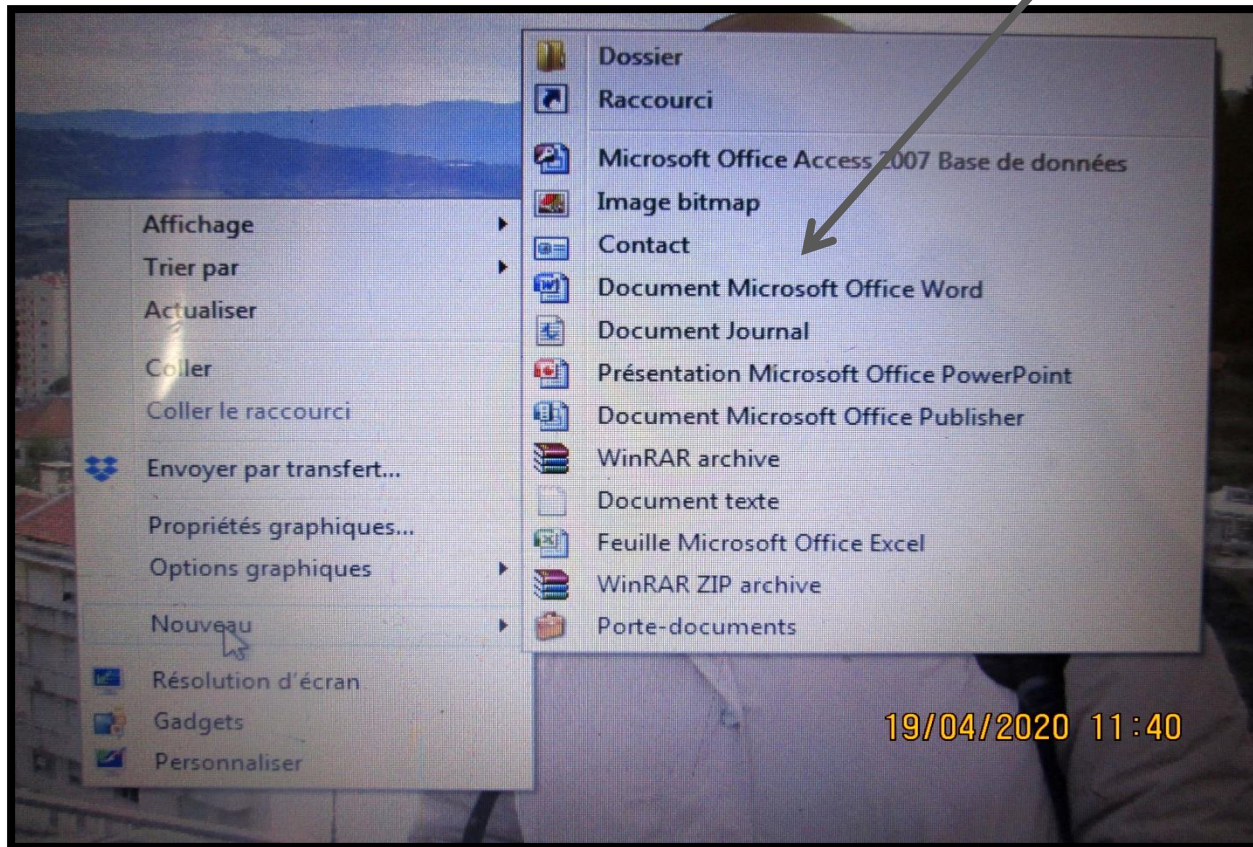 Affichage
Trier par
Actualiser
Coller
Coller le raccourci
Envoyer par transfert...
Propriétés graphiques...
Options graphiques
Nouveau
Résolution d'écran
Gadgets
Personnaliser
Dossier
Raccourci
Microsoft Office Access 2007 Base de données
Image bitmap
Contact
Document Microsoft Office Word
Document Journal
Présentation Microsoft Office PowerPoint
Document Microsoft Office Publisher
WinRAR archive
Document texte
Feuille Microsoft Office Excel
WinRAR ZIP archive
Porte-documents
19/04/2020 11:40